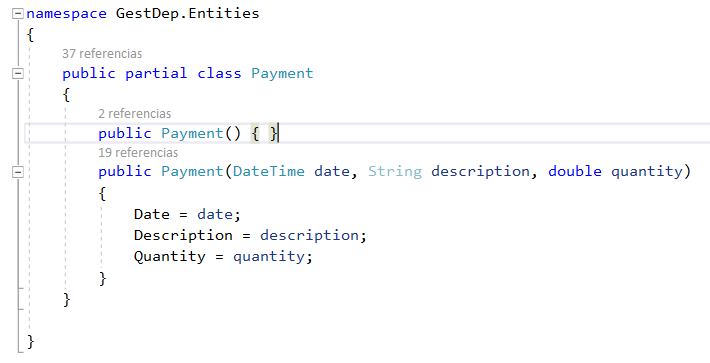 namespace GestDep.Entities
{
37 referencias
public partial class Payment
{
2 referencias
public Payment() { }
19 referencias
public Payment(DateTime date, String description, double quantity)
{
Date = date;
Description = description;
Quantity = quantity;
}
}
}